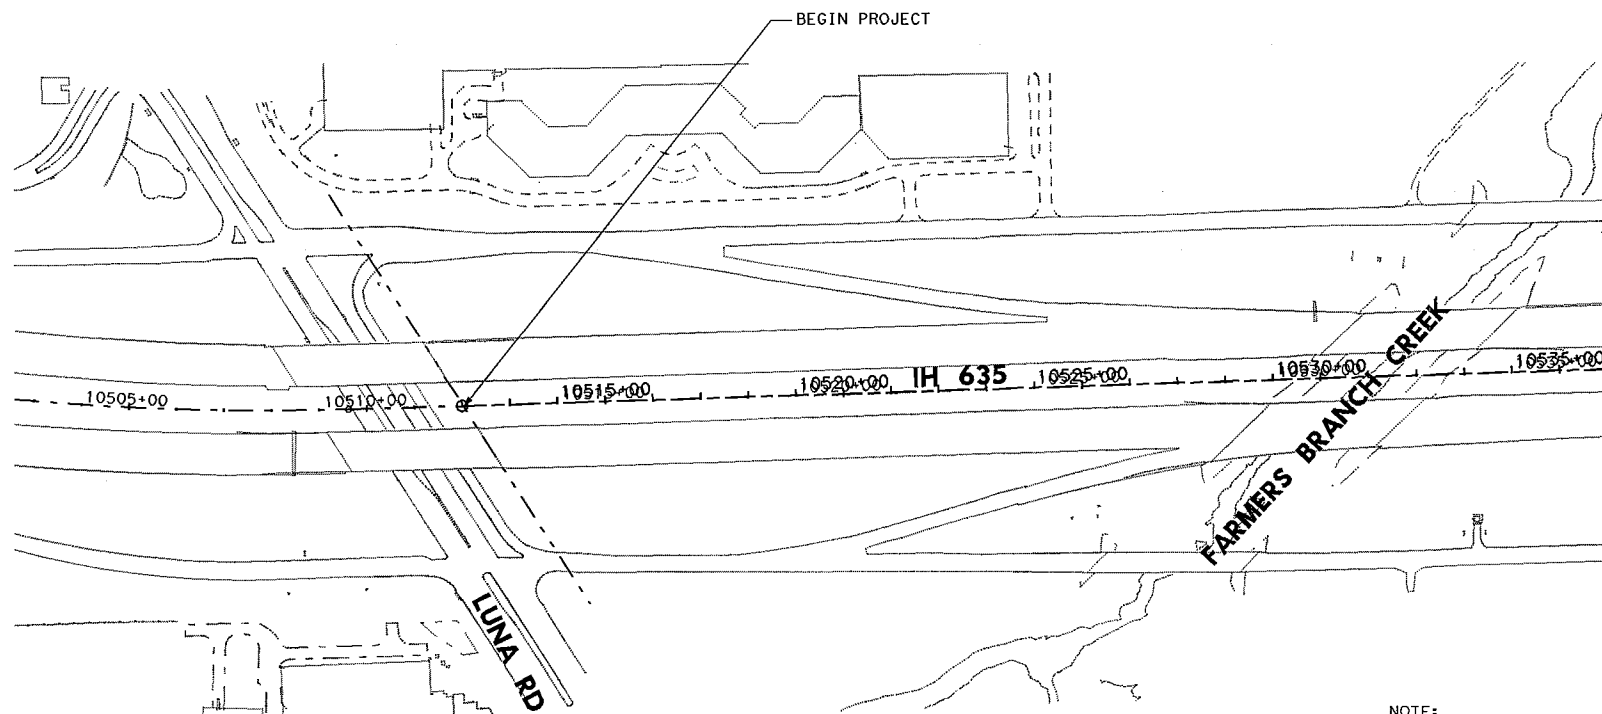 BEGIN PROJECT
IH 635
10505+00
10510+00
10515+00
10520+00
10525+00
10530+00
10535+00
FARMERS BRANCH CREEK
LUNA RD
NOTE: